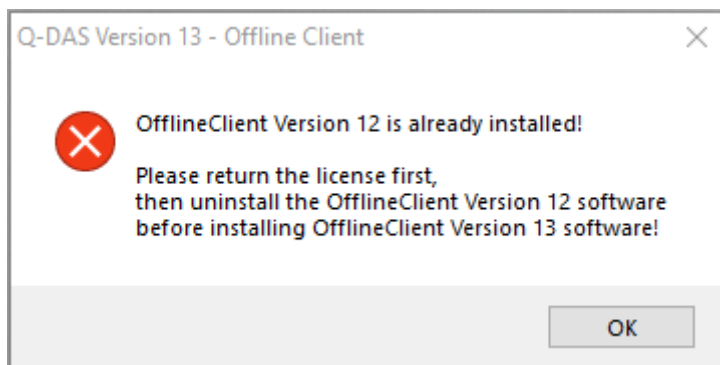 Q-DAS Version 13 - Offline Client
OfflineClient Version 12 is already installed!
Please return the license first,
then uninstall the OfflineClient Version 12 software
before installing OfflineClient Version 13 software!
OK